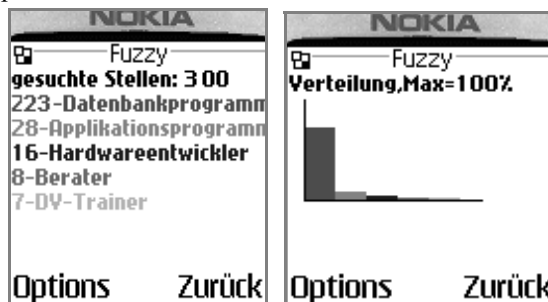 NOKIA
Fuzzy
gesuchte Stellen: 300
223-Datenbankprogramm
28-Applikationsprogramm
16-Hardwareentwickler
8-Berater
7-DV-Trainer
Options Zurück
NOKIA
Fuzzy
Verteilung,Max=100%
Options Zurück